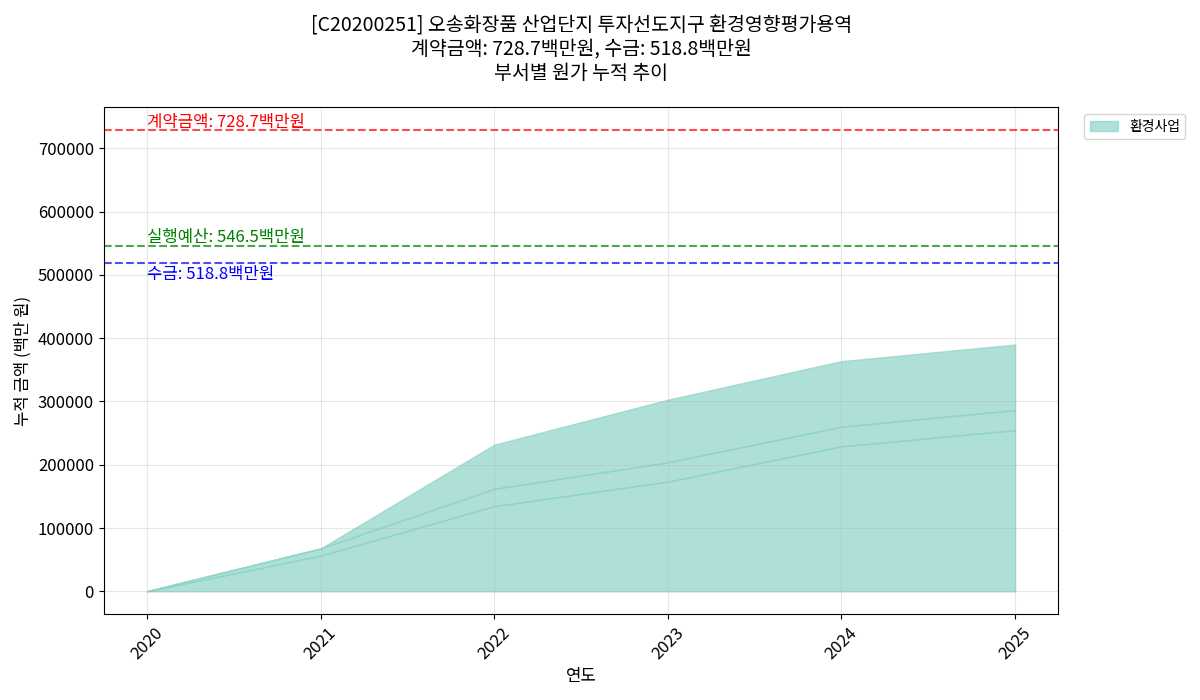 [C20200251] 오송화장품 산업단지 투자선도지구 환경영향평가용역
계약금액: 728.7백만원, 수금: 518.8백만원
부서별 원가 누적 추이
계약금액: 728.7백만원
실행예산: 546.5백만원
수금: 518.8백만원
환경사업
누적 금액 (백만 원)
700000
600000
500000
400000
300000
200000
100000
0
2020
2021
2022
2023
2024
2025
연도